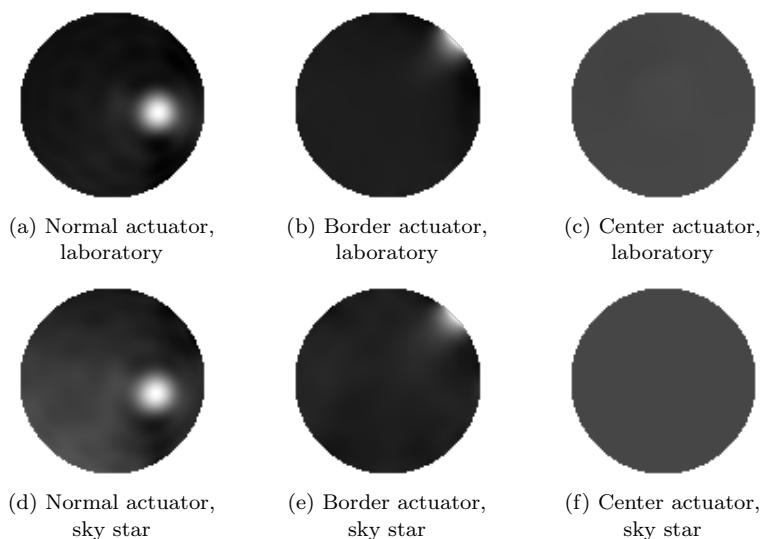 (a) Normal actuator,
laboratory
(b) Border actuator,
laboratory
(c) Center actuator,
laboratory
(d) Normal actuator,
sky star
(e) Border actuator,
sky star
(f) Center actuator,
sky star